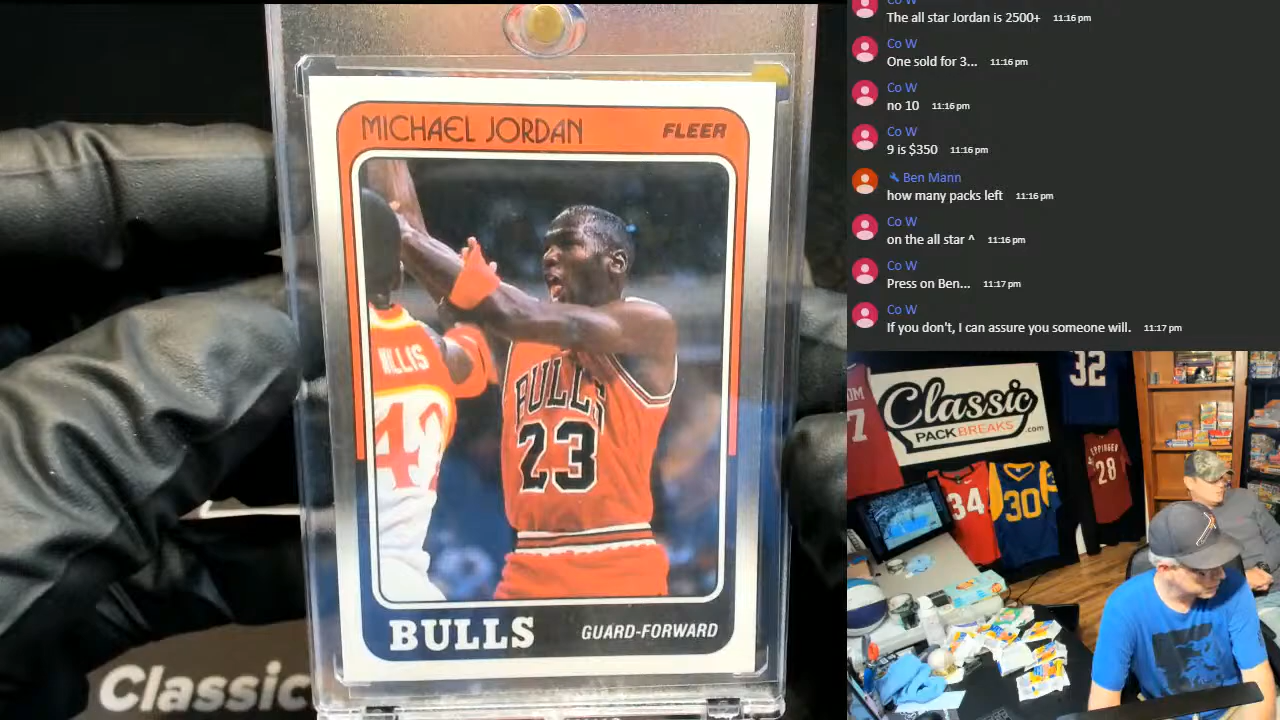 MICHAEL JORDAN FLEER
WILLIS
42
BULLS
23
BULLS GUARD-FORWARD
Classic
Co W
The all star Jordan is 2500+ 11:16 pm
Co W
One sold for 3... 11:16 pm
Co W
no 10 11:16 pm
Co W
9 is $350 11:16 pm
Ben Mann
how many packs left 11:16 pm
Co W
on the all star ^ 11:16 pm
Co W
Press on Ben... 11:17 pm
Co W
If you don't, I can assure you someone will. 11:17 pm
32
7
Classic
PACK BREAKS .com
34
30
28